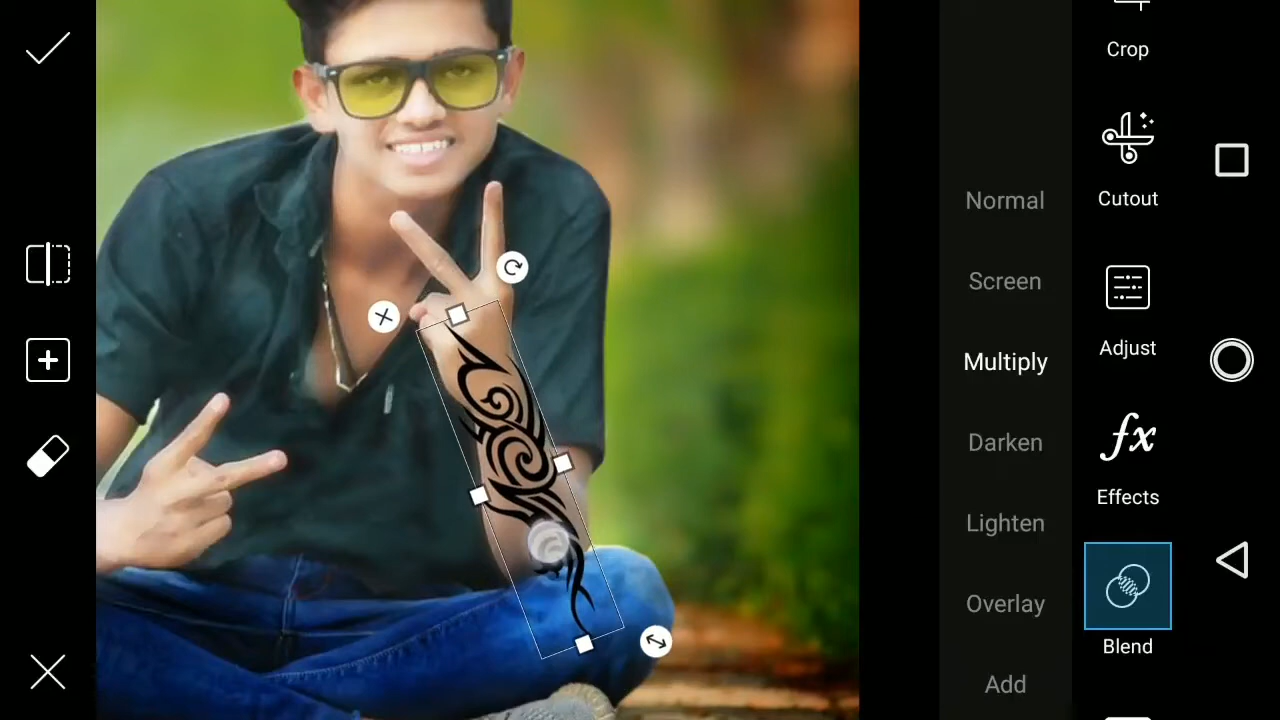 Normal
Screen
Multiply
Darken
Lighten
Overlay
Add
Crop
Cutout
Adjust
fx
Effects
Blend